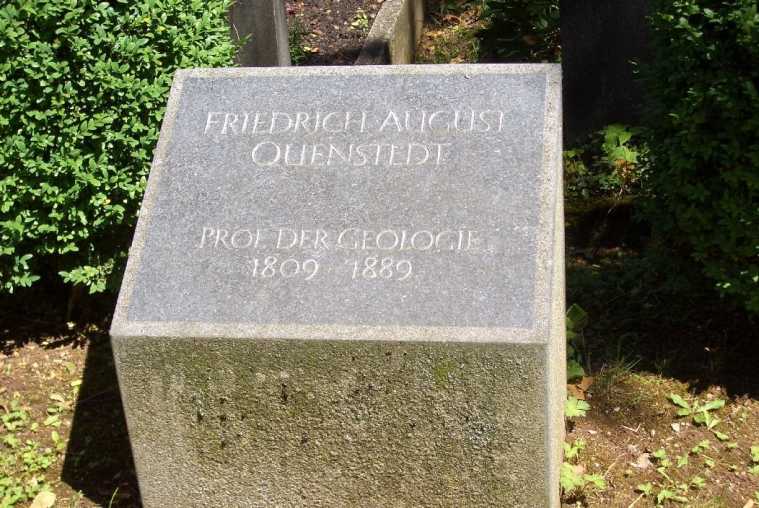 FRIEDRICH AUGUST
QUENSTEDT
PROF. DER GEOLOGIE
1809 1889